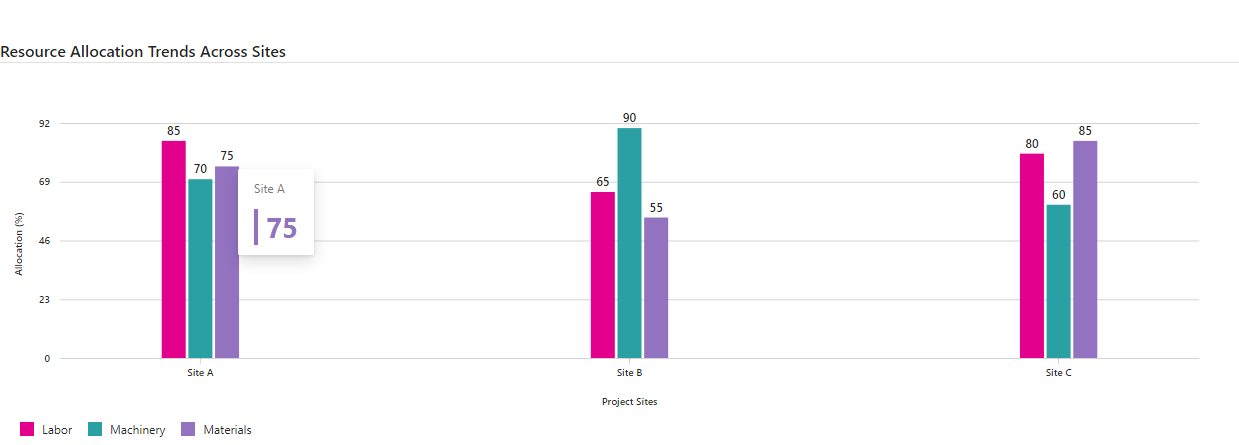 Resource Allocation Trends Across Sites
92
69
46
23
0
Allocation (%)
85
70
75
Site A
75
65
90
55
80
60
85
Site A
Site B
Site C
Project Sites
Labor
Machinery
Materials